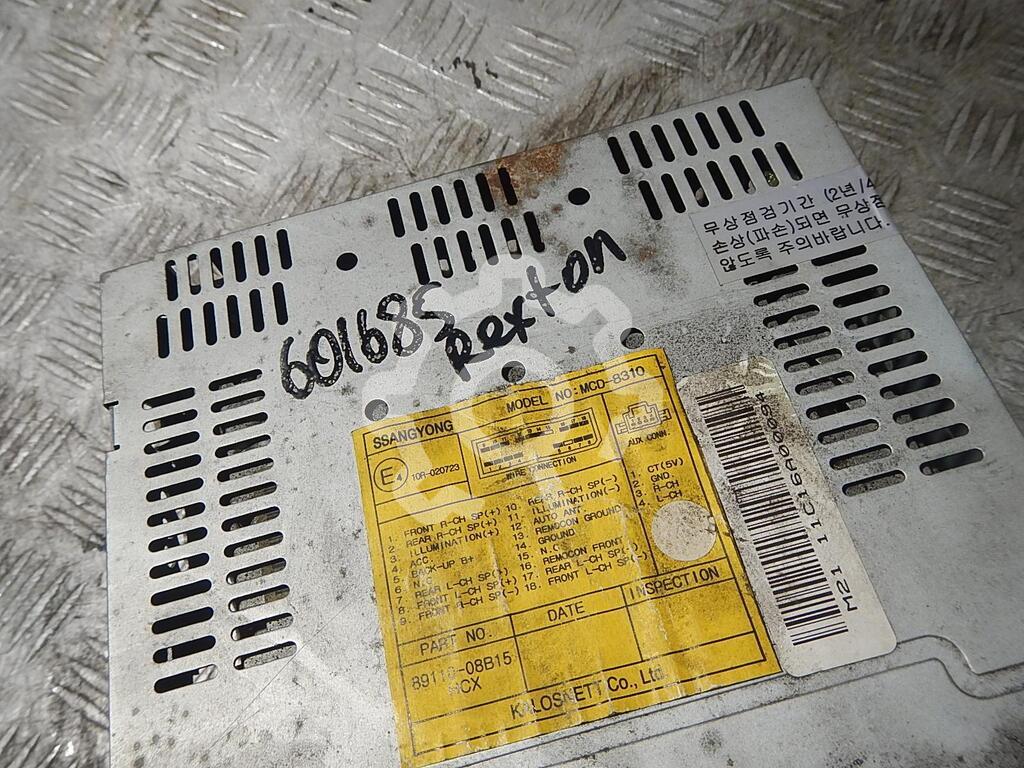 무상점검기간 (2년/4
손상(파손)되면 무상점
않도록 주의바랍니다.
601685
Rexton
SSANGYONG
MODEL NO:MCD-8310
E4
10R-020723
WIRE CONNECTION
AUX CONN.
1. FRONT R-CH SP(+)
2. REAR R-CH SP(+)
3. ILLUMINATION(+)
4. ACC
5. BACK-UP B+
6. N.C
7. REAR L-CH SP(+)
8. FRONT L-CH SP(+)
9. FRONT R-CH SP(-)
10. REAR R-CH SP(-)
11. ILLUMINATION(-)
12. AUTO ANT.
13. REMOCON GROUND
14. GROUND
15. N.C
16. REMOCON FRONT
17. REAR L-CH SP(-)
18. FRONT L-CH SP(-)
1. CT(5V)
2. GND
3. R-CH
4. L-CH
PART NO.
DATE
INSPECTION
89110-08B15
HCX
KALOSNETT Co., Ltd.
M21 11C16A000094